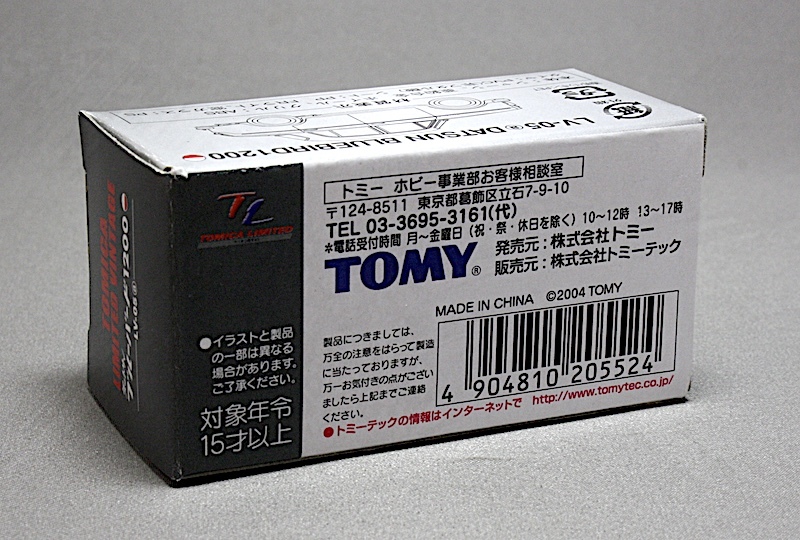 LV-05ⓐ DATSUN BLUEBIRD 1200
TOMICA
LIMITED VINTAGE
TL
TOMICA LIMITED
トミー ホビー事業部お客様相談室
〒124-8511 東京都葛飾区立石7-9-10
TEL 03-3695-3161(代)
*電話受付時間 月～金曜日 (祝・祭・休日を除く) 10～12時 13～17時
TOMY®
発売元：株式会社トミー
販売元：株式会社トミーテック
MADE IN CHINA ©2004 TOMY
●イラストと製品
の一部は異なる
場合があります。
ご了承ください。
対象年令
15才以上
製品につきましては、
万全の注意をはらって製造
に当たっておりますが、
万一お気付の点がござい
ましたら上記までご連絡
ください。
4 904810 205524
●トミーテックの情報はインターネットで http://www.tomytec.co.jp/